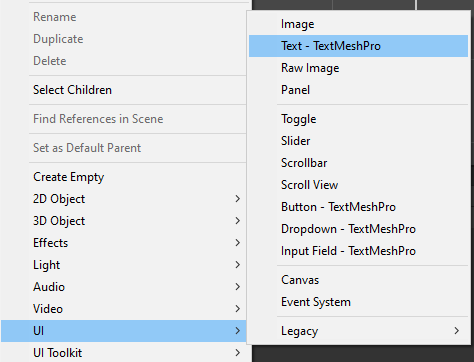 Rename
Duplicate
Delete
Select Children
Find References in Scene
Set as Default Parent
Create Empty
2D Object
3D Object
Effects
Light
Audio
Video
UI
UI Toolkit
Image
Text - TextMeshPro
Raw Image
Panel
Toggle
Slider
Scrollbar
Scroll View
Button - TextMeshPro
Dropdown - TextMeshPro
Input Field - TextMeshPro
Canvas
Event System
Legacy